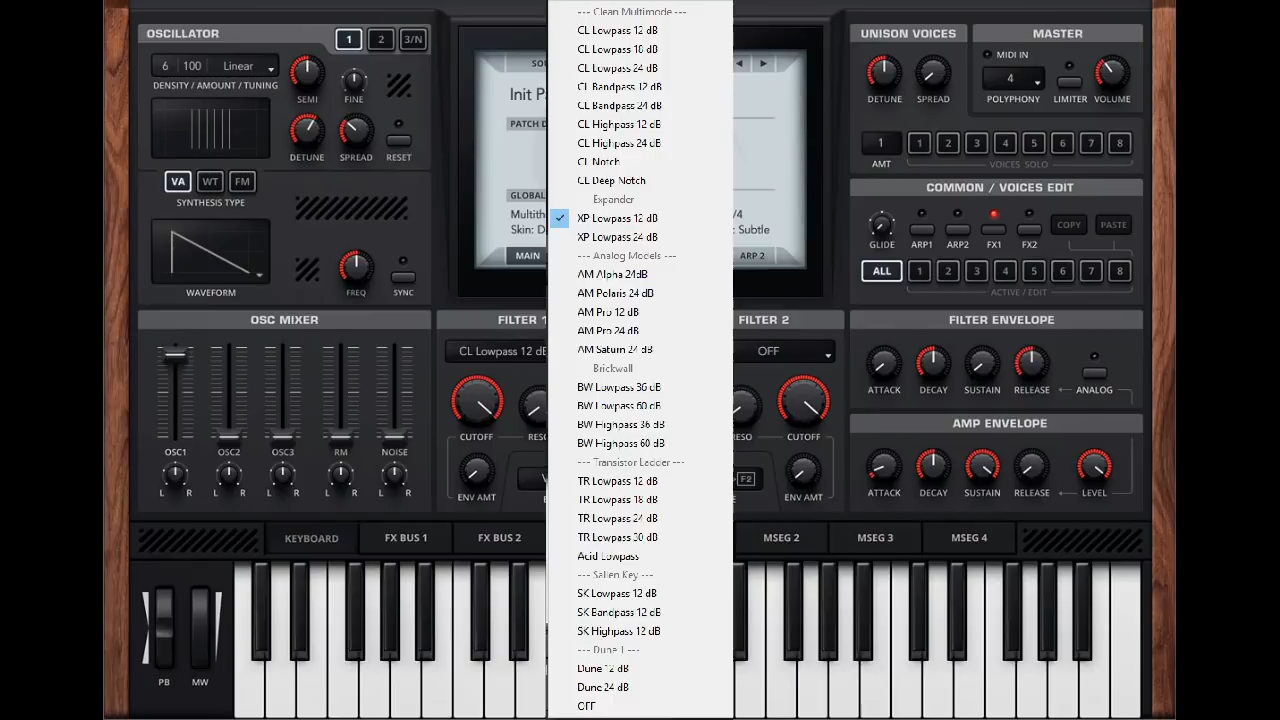 OSCILLATOR
1
2
3/N
6
100
Linear
DENSITY / AMOUNT / TUNING
SEMI
FINE
DETUNE
SPREAD
RESET
VA
WT
FM
SYNTHESIS TYPE
WAVEFORM
FREQ
SYNC
OSC MIXER
OSC1
OSC2
OSC3
RM
NOISE
L R
L R
L R
L R
L R
FILTER 1
CL Lowpass 12 dB
CUTOFF
ENV AMT
Init
PATCH
GLOBAL
Skin:
MAIN
--- Clean Multimode ---
CL Lowpass 12 dB
CL Lowpass 18 dB
CL Lowpass 24 dB
CL Bandpass 12 dB
CL Bandpass 24 dB
CL Highpass 12 dB
CL Highpass 24 dB
CL Notch
CL Deep Notch
Expander
XP Lowpass 12 dB
XP Lowpass 24 dB
--- Analog Models ---
AM Alpha 24dB
AM Polaris 24 dB
AM Pro 12 dB
AM Pro 24 dB
AM Saturn 24 dB
Brickwall
BW Lowpass 36 dB
BW Lowpass 60 dB
BW Highpass 36 dB
BW Highpass 60 dB
--- Transistor Ladder ---
TR Lowpass 12 dB
TR Lowpass 18 dB
TR Lowpass 24 dB
TR Lowpass 30 dB
Acid Lowpass
--- Sallen Key ---
SK Lowpass 12 dB
SK Bandpass 12 dB
SK Highpass 12 dB
--- Dune 1 ---
Dune 12 dB
Dune 24 dB
OFF
/4
Subtle
ARP 2
FILTER 2
OFF
RESO
CUTOFF
F2
ENV AMT
UNISON VOICES
DETUNE
SPREAD
MASTER
MIDI IN
4
POLYPHONY
LIMITER
VOLUME
1
AMT
1 2 3 4 5 6 7 8
VOICES SOLO
COMMON / VOICES EDIT
GLIDE
ARP1
ARP2
FX1
FX2
COPY
PASTE
ALL
1 2 3 4 5 6 7 8
ACTIVE / EDIT
FILTER ENVELOPE
ATTACK
DECAY
SUSTAIN
RELEASE
ANALOG
AMP ENVELOPE
ATTACK
DECAY
SUSTAIN
RELEASE
LEVEL
KEYBOARD
FX BUS 1
FX BUS 2
MSEG 2
MSEG 3
MSEG 4
PB
MW